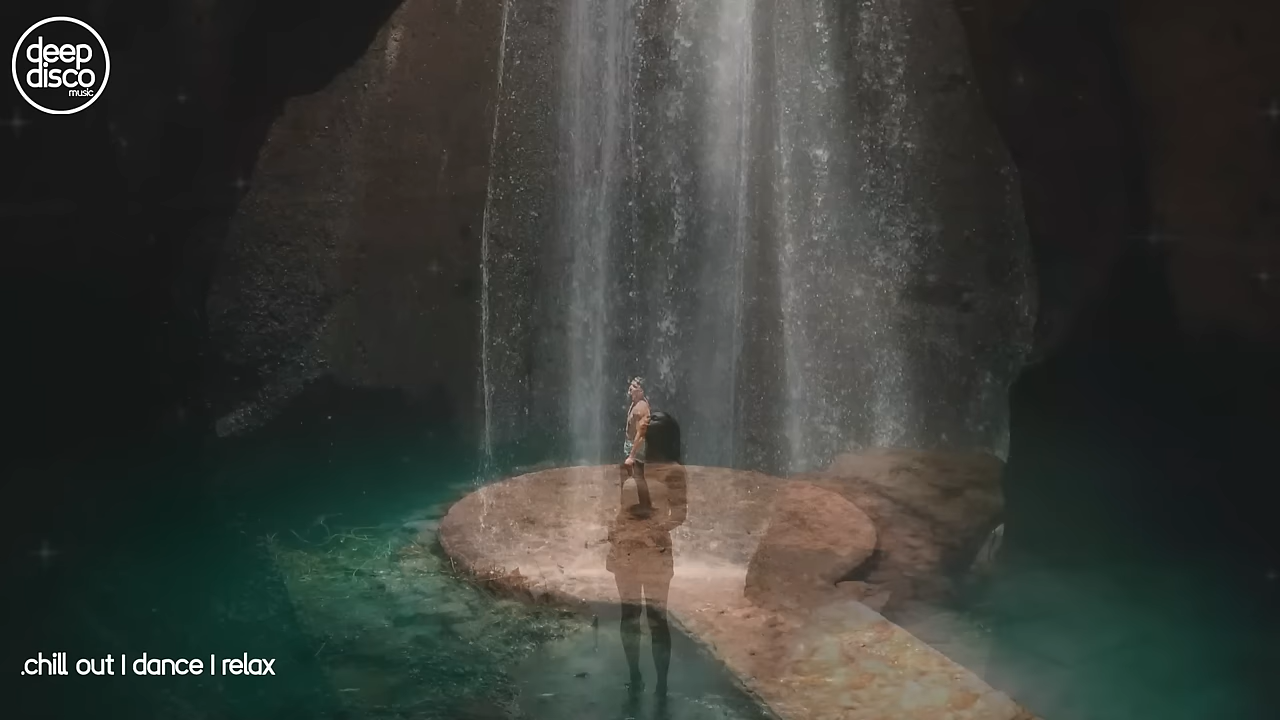 deep
disco
music
.chill out | dance | relax